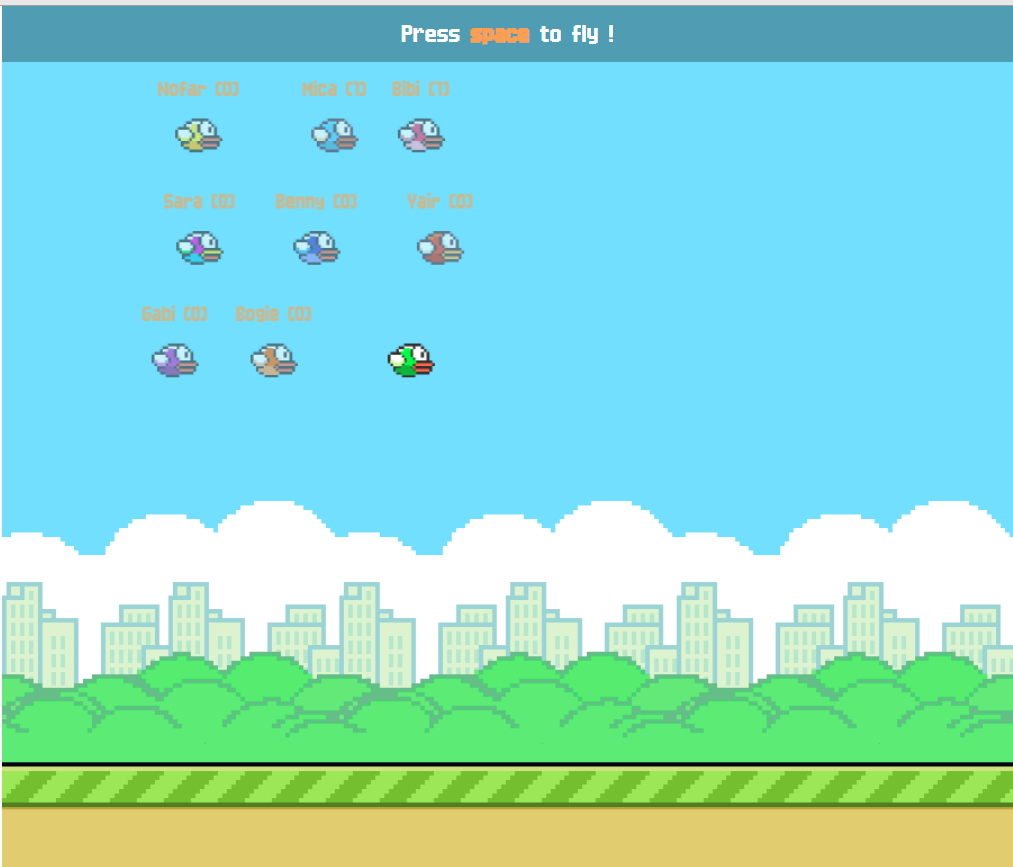 Press space to fly !
Nofar (0) Mica (1) Bibi (1)
Sara (0) Benny (0) Yair (0)
Gabi (0) Bogie (0)